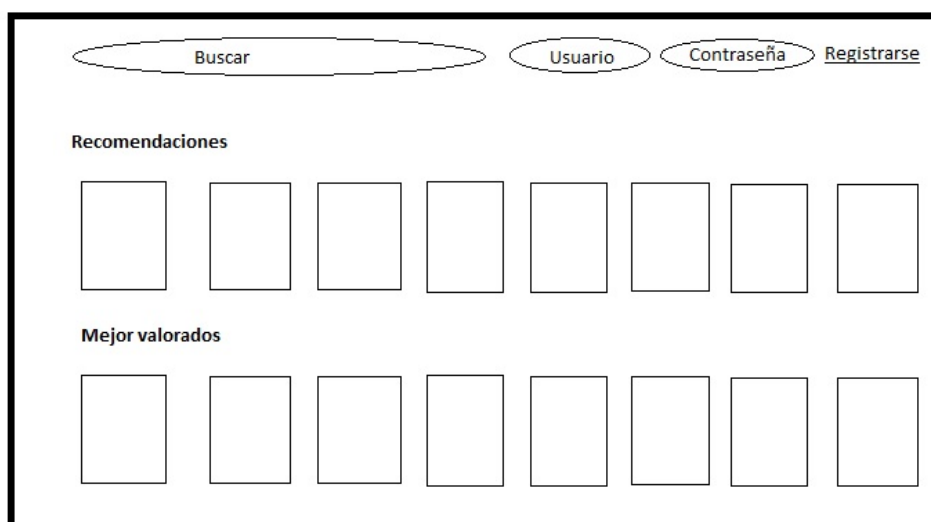 Buscar Usuario Contraseña Registrarse
Recomendaciones
Mejor valorados